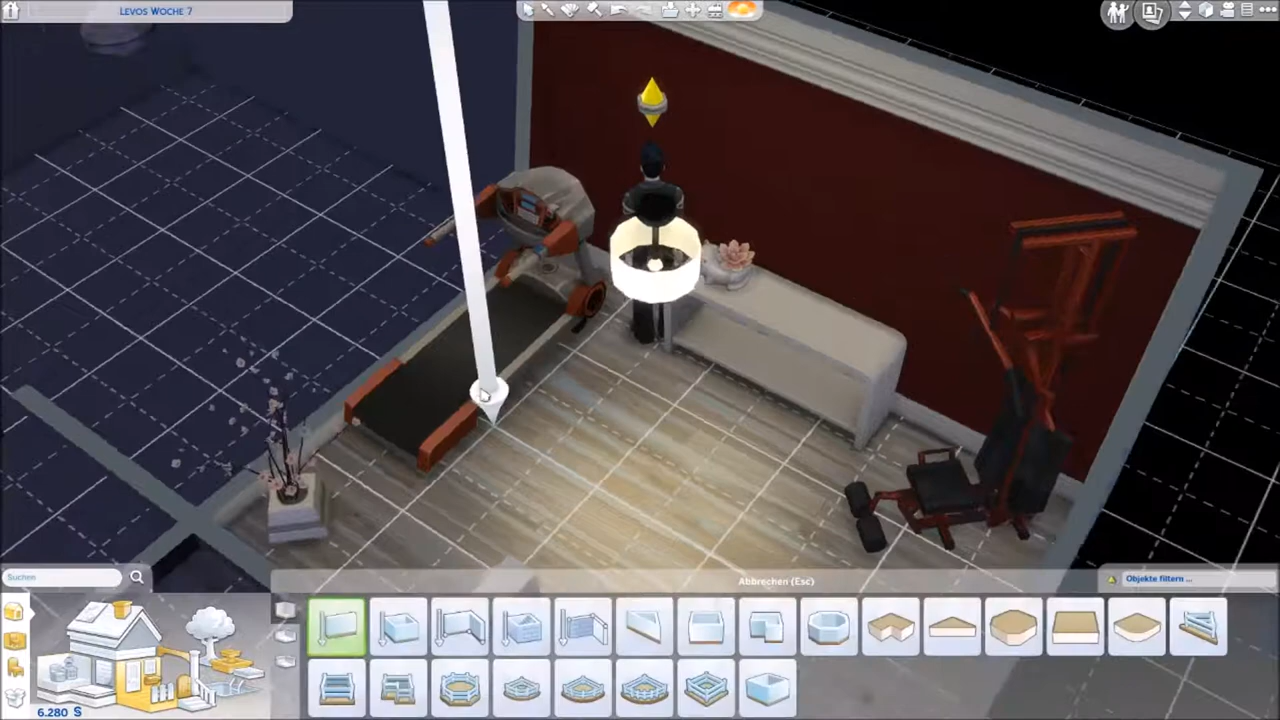 LEVOS WOCHE 7
Abbrechen (Esc)
Objekte filtern ...
Suchen
6.280 $